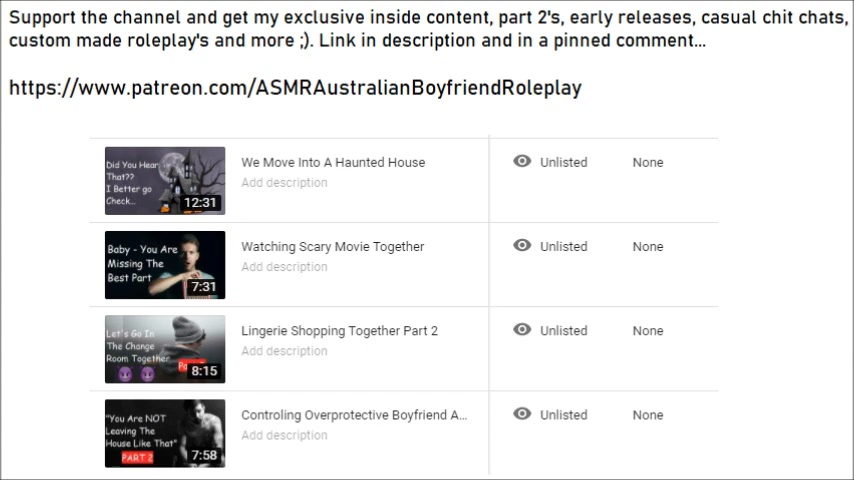 Support the channel and get my exclusive inside content, part 2's, early releases, casual chit chats,
custom made roleplay's and more ;). Link in description and in a pinned comment...
https://www.patreon.com/ASMRAustralianBoyfriendRoleplay
Did You Hear
That??
I Better go
Check...
12:31
We Move Into A Haunted House
Add description
Unlisted
None
Baby - You Are
Missing The
Best Part
7:31
Watching Scary Movie Together
Add description
Unlisted
None
Let's Go In
The Change
Room Together
8:15
Lingerie Shopping Together Part 2
Add description
Unlisted
None
"You Are NOT
Leaving The
House Like That"
PART 2
7:58
Controling Overprotective Boyfriend A...
Add description
Unlisted
None